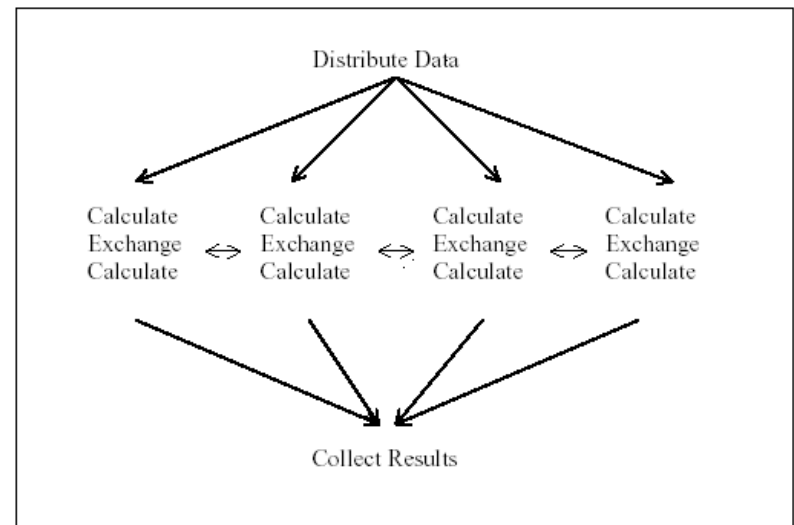 Distribute Data
Calculate
Exchange
Calculate
Calculate
Exchange
Calculate
Calculate
Exchange
Calculate
Calculate
Exchange
Calculate
Collect Results